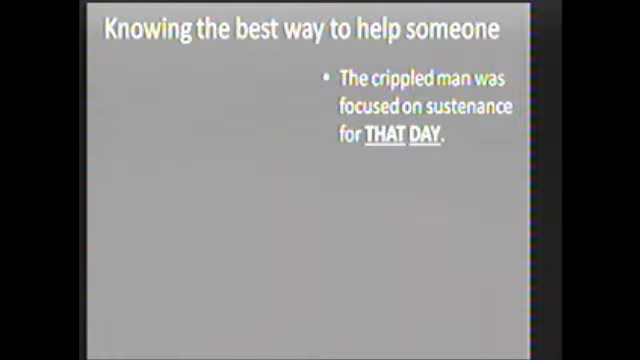 Knowing the best way to help someone
• The crippled man was
focused on sustenance
for THAT DAY.